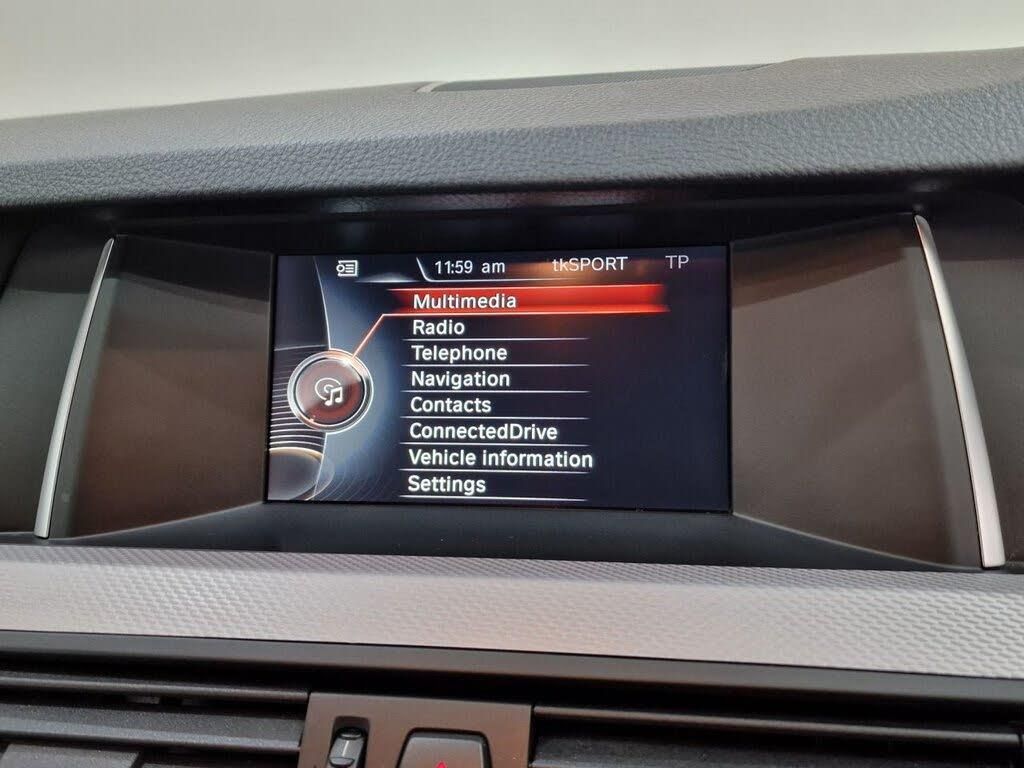 11:59 am tkSPORT TP
Multimedia
Radio
Telephone
Navigation
Contacts
ConnectedDrive
Vehicle information
Settings